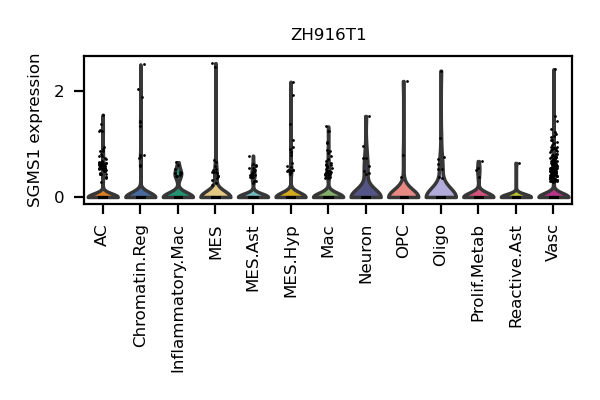 ZH916T1
SGMS1 expression
2
0
AC
Chromatin.Reg
Inflammatory.Mac
MES
MES.Ast
MES.Hyp
Mac
Neuron
OPC
Oligo
Prolif.Metab
Reactive.Ast
Vasc